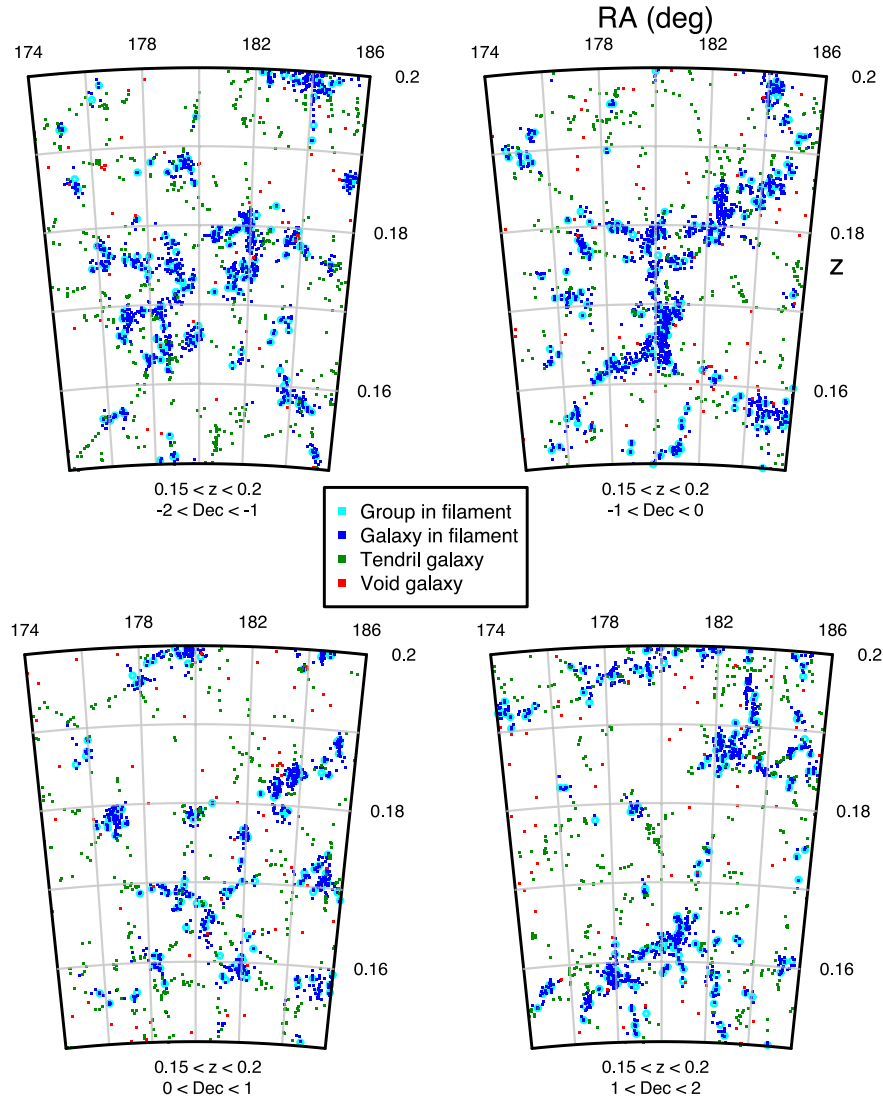 RA (deg)
174 178 182 186
174 178 182 186
0.2
0.2
0.18
0.18
z
0.16
0.16
0.15 < z < 0.2
-2 < Dec < -1
0.15 < z < 0.2
-1 < Dec < 0
Group in filament
Galaxy in filament
Tendril galaxy
Void galaxy
174 178 182 186
174 178 182 186
0.2
0.2
0.18
0.18
0.16
0.16
0.15 < z < 0.2
0 < Dec < 1
0.15 < z < 0.2
1 < Dec < 2